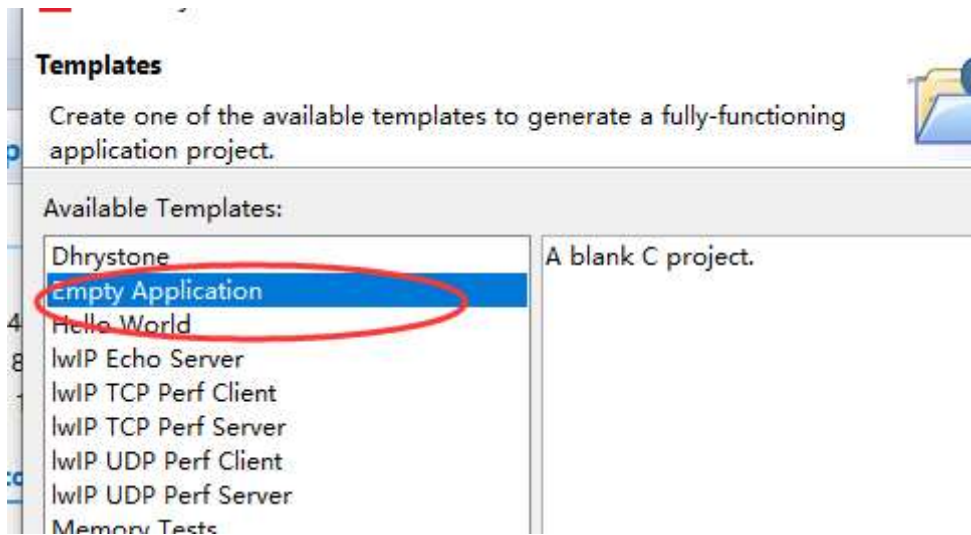 Templates
Create one of the available templates to generate a fully-functioning
application project.
Available Templates:
Dhrystone
A blank C project.
Empty Application
Hello World
lwIP Echo Server
lwIP TCP Perf Client
lwIP TCP Perf Server
lwIP UDP Perf Client
lwIP UDP Perf Server
Memory Tests